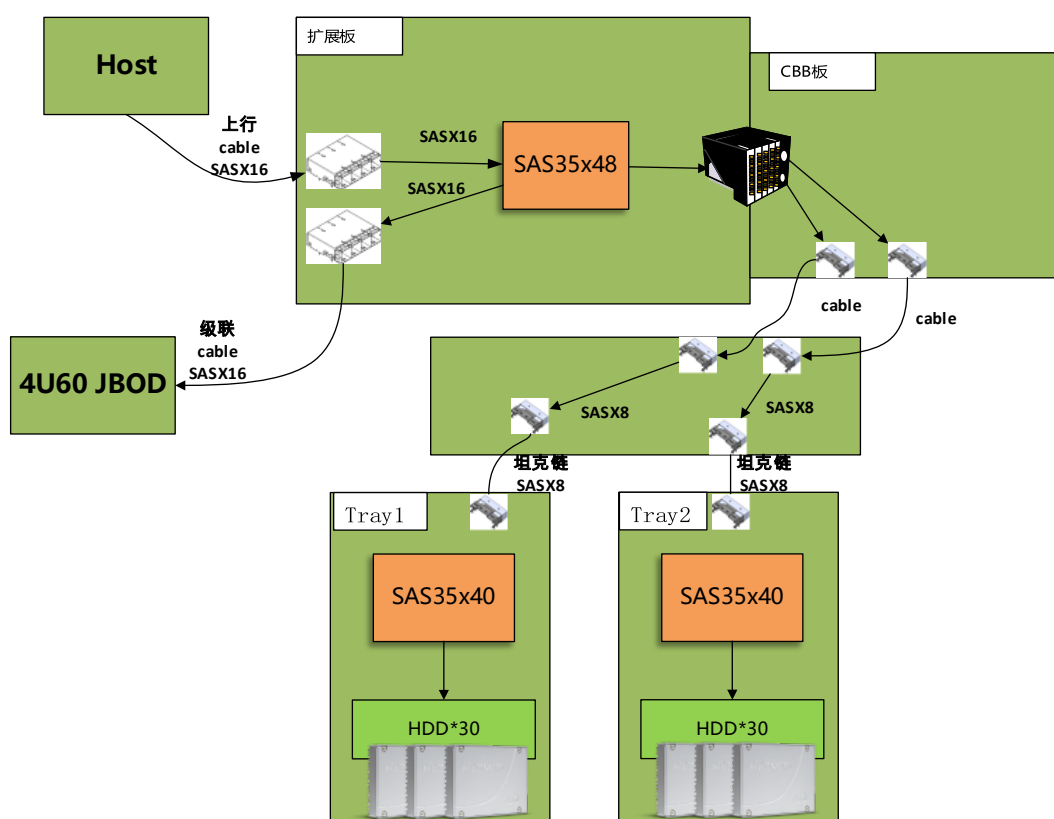 扩展板
Host
CBB板
上行
cable
SASX16
SASX16
SAS35x48
SASX16
cable
cable
级联
cable
SASX16
4U60 JBOD
SASX8
SASX8
坦克链
SASX8
坦克链
SASX8
Tray1
Tray2
SAS35x40
SAS35x40
HDD*30
HDD*30